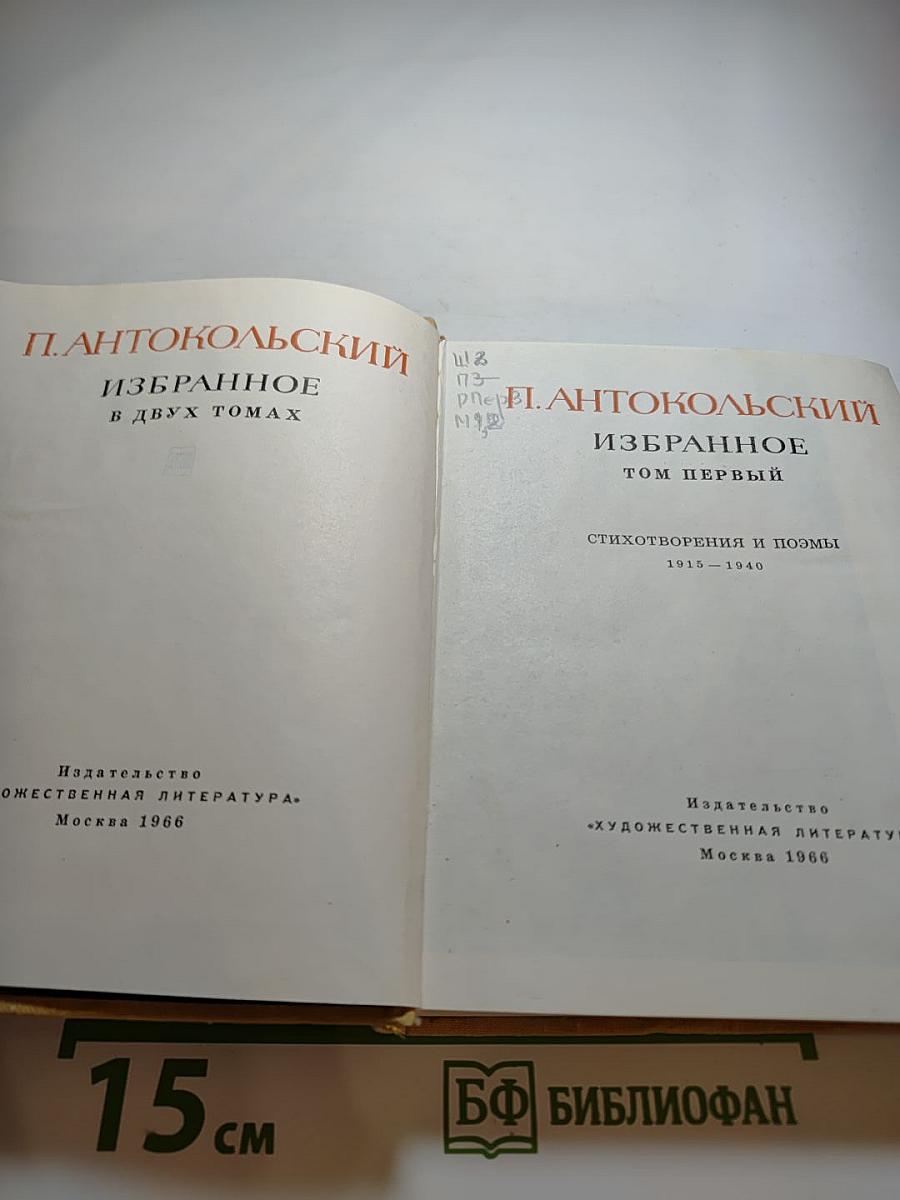 П. АНТОКОЛЬСКИЙ
ИЗБРАННОЕ
В ДВУХ ТОМАХ
Издательство
ОЖЕСТВЕННАЯ ЛИТЕРАТУРА»
Москва 1966
П. АНТОКОЛЬСКИЙ
ИЗБРАННОЕ
ТОМ ПЕРВЫЙ
СТИХОТВОРЕНИЯ И ПОЭМЫ
1915 — 1940
Издательство
«ХУДОЖЕСТВЕННАЯ ЛИТЕРАТУ
Москва 1966
15 см
БФ БИБЛИОФАН